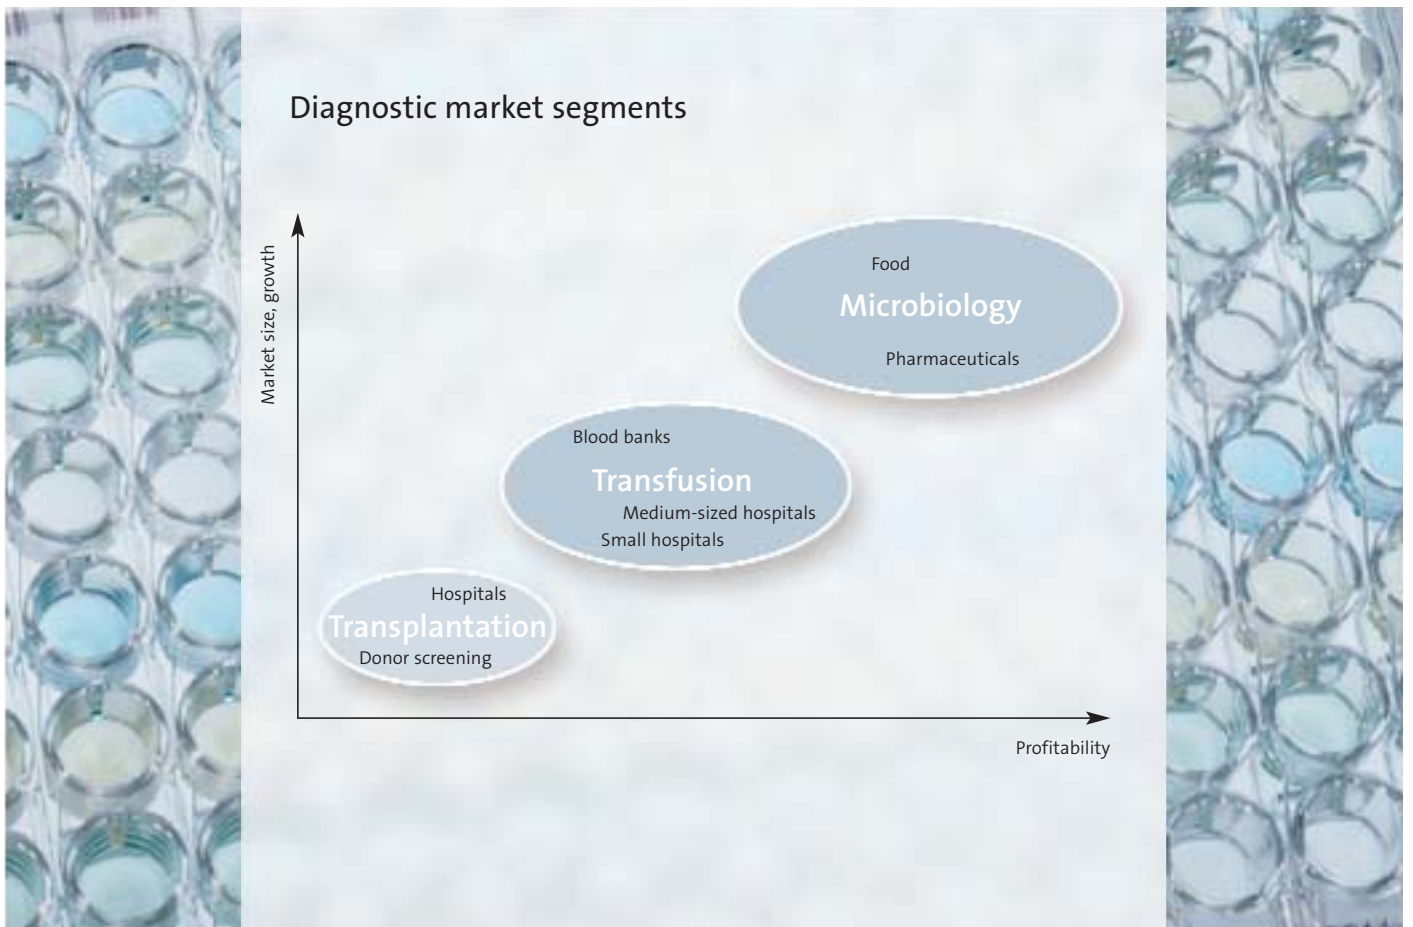 Diagnostic market segments
Market size, growth
Food
Microbiology
Pharmaceuticals
Blood banks
Transfusion
Medium-sized hospitals
Small hospitals
Hospitals
Transplantation
Donor screening
Profitability